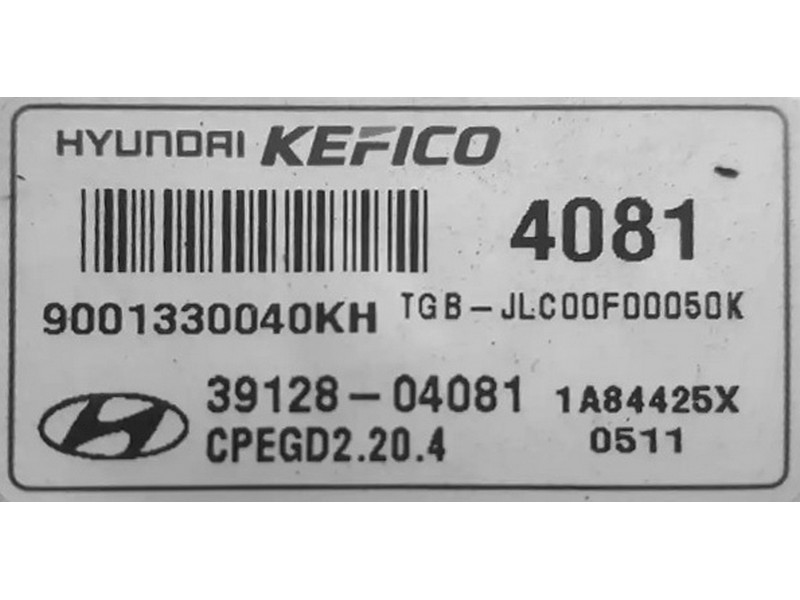 HYUNDAI KEFICO
4081
9001330040KH TGB-JLC00F00050K
39128-04081 1A84425X
CPEGD2.20.4 0511